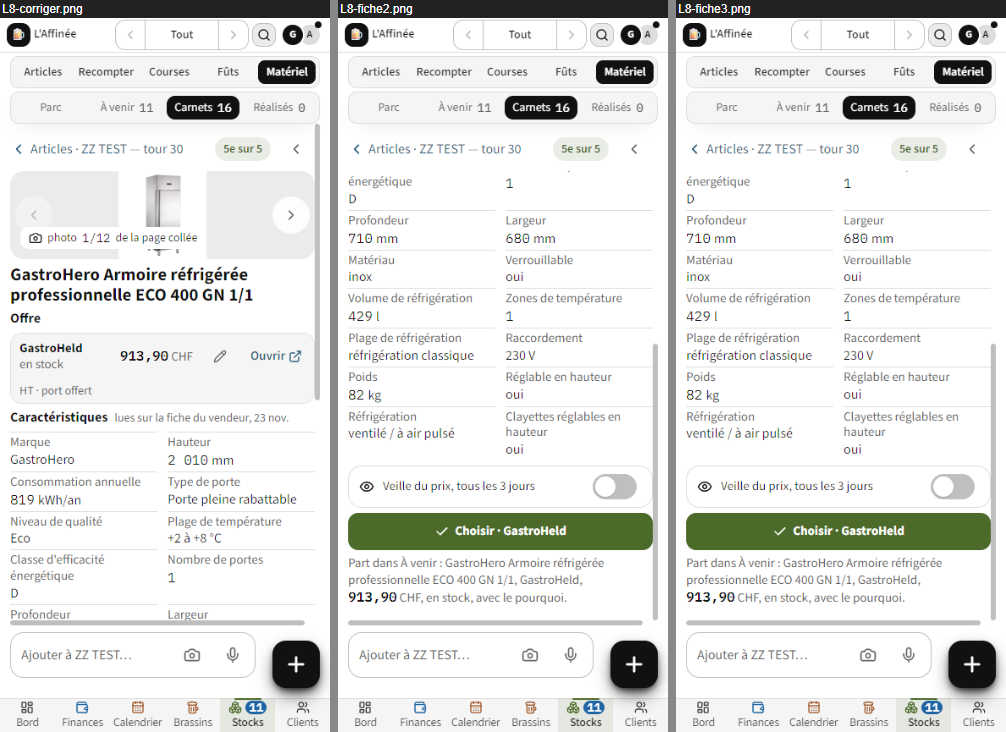 L8-corriger.png
L'Affinée
Tout
G
A
Articles
Recompter
Courses
Fûts
Matériel
Parc
À venir 11
Carnets 16
Réalisés 0
Articles · ZZ TEST — tour 30
5e sur 5
photo 1/12 de la page collée
GastroHero Armoire réfrigérée
professionnelle ECO 400 GN 1/1
Offre
GastroHeld
en stock
913,90 CHF
Ouvrir
HT · port offert
Caractéristiques lues sur la fiche du vendeur, 23 nov.
Marque
GastroHero
Hauteur
2 010 mm
Consommation annuelle
819 kWh/an
Type de porte
Porte pleine rabattable
Niveau de qualité
Eco
Plage de température
+2 à +8 °C
Classe d'efficacité
énergétique
D
Nombre de portes
1
Profondeur
Largeur
Ajouter à ZZ TEST...
Bord
Finances
Calendrier
Brassins
11
Stocks
Clients
L8-fiche2.png
L'Affinée
Tout
G
A
Articles
Recompter
Courses
Fûts
Matériel
Parc
À venir 11
Carnets 16
Réalisés 0
Articles · ZZ TEST — tour 30
5e sur 5
énergétique
D
1
Profondeur
710 mm
Largeur
680 mm
Matériau
inox
Verrouillable
oui
Volume de réfrigération
429 l
Zones de température
1
Plage de réfrigération
réfrigération classique
Raccordement
230 V
Poids
82 kg
Réglable en hauteur
oui
Réfrigération
ventilé / à air pulsé
Clayettes réglables en
hauteur
oui
Veille du prix, tous les 3 jours
Choisir · GastroHeld
Part dans À venir : GastroHero Armoire réfrigérée
professionnelle ECO 400 GN 1/1, GastroHeld,
913,90 CHF, en stock, avec le pourquoi.
Ajouter à ZZ TEST...
Bord
Finances
Calendrier
Brassins
11
Stocks
Clients
L8-fiche3.png
L'Affinée
Tout
G
A
Articles
Recompter
Courses
Fûts
Matériel
Parc
À venir 11
Carnets 16
Réalisés 0
Articles · ZZ TEST — tour 30
5e sur 5
énergétique
D
1
Profondeur
710 mm
Largeur
680 mm
Matériau
inox
Verrouillable
oui
Volume de réfrigération
429 l
Zones de température
1
Plage de réfrigération
réfrigération classique
Raccordement
230 V
Poids
82 kg
Réglable en hauteur
oui
Réfrigération
ventilé / à air pulsé
Clayettes réglables en
hauteur
oui
Veille du prix, tous les 3 jours
Choisir · GastroHeld
Part dans À venir : GastroHero Armoire réfrigérée
professionnelle ECO 400 GN 1/1, GastroHeld,
913,90 CHF, en stock, avec le pourquoi.
Ajouter à ZZ TEST...
Bord
Finances
Calendrier
Brassins
11
Stocks
Clients